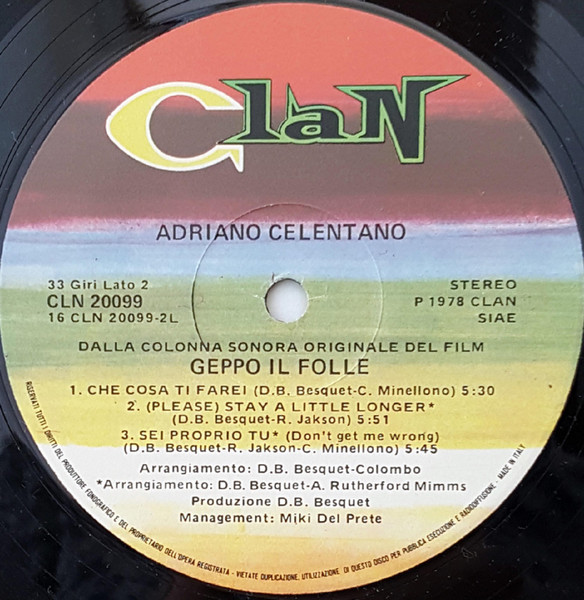 ClaN
ADRIANO CELENTANO
33 Giri Lato 2
CLN 20099
16 CLN 20099-2L
STEREO
P 1978 CLAN
SIAE
DALLA COLONNA SONORA ORIGINALE DEL FILM
GEPPO IL FOLLE
1. CHE COSA TI FAREI (D.B. Besquet-C. Minellono) 5:30
2. (PLEASE) STAY A LITTLE LONGER*
(D.B. Besquet-R. Jakson) 5:51
3. SEI PROPRIO TU* (Don't get me wrong)
(D.B. Besquet-R. Jakson-C. Minellono) 5:45
Arrangiamento: D.B. Besquet-Colombo
*Arrangiamento: D.B. Besquet-A. Rutherford Mimms
Produzione D.B. Besquet
Management: Miki Del Prete
RISERVATI TUTTI I DIRITTI DEL PRODUTTORE FONOGRAFICO E DEL PROPRIETARIO DELL'OPERA REGISTRATA - VIETATE DUPLICAZIONE, UTILIZZAZIONE DI QUESTO DISCO PER PUBBLICA ESECUZIONE E RADIODIFFUSIONE. - MADE IN ITALY